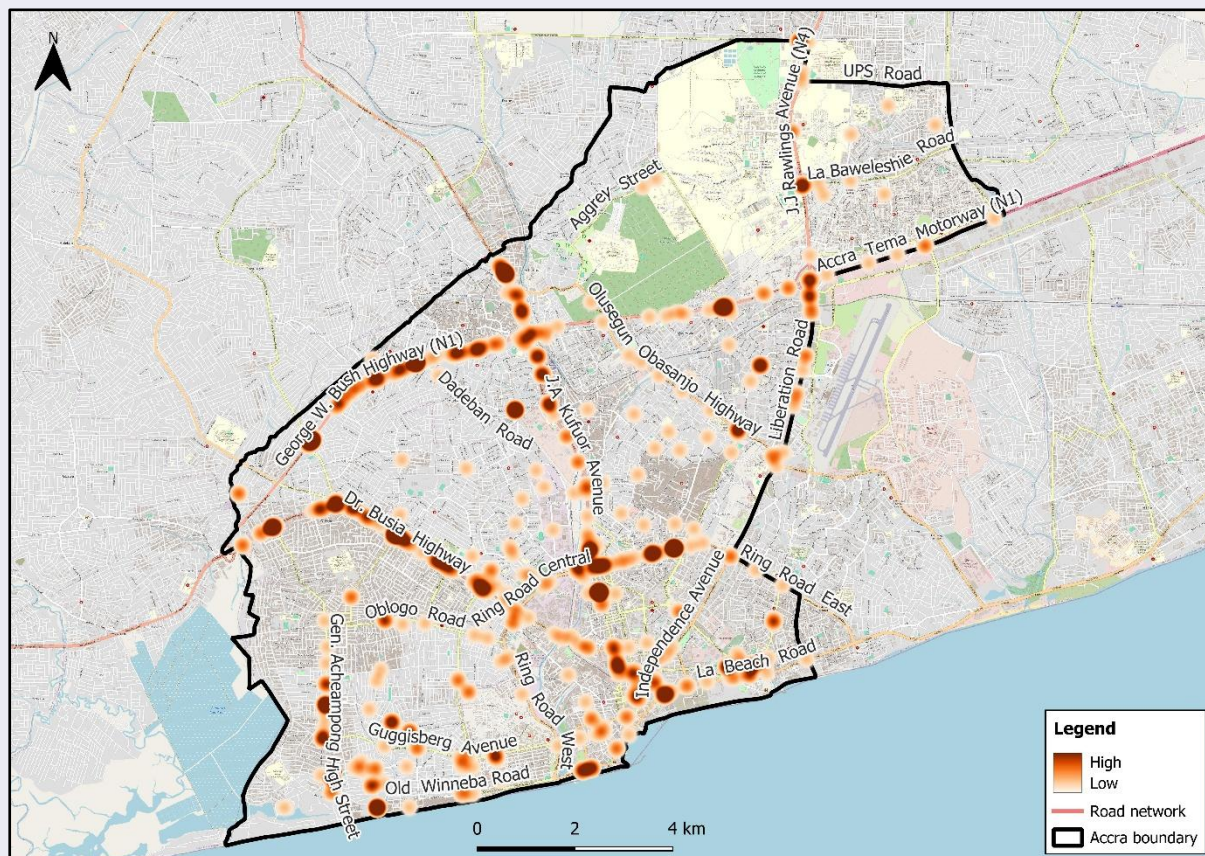 N
UPS Road
J.J Rawlings Avenue (N4)
La Baweleshie Road
Aggrey Street
Accra Tema Motorway (N1)
Olusegun Obasanjo Highway
Liberation Road
George W. Bush Highway (N1)
Dadeban Road
J.A Kufuor Avenue
Dr. Busia Highway
Ring Road Central
Ring Road East
Oblogo Road
Independence Avenue
Gen. Acheampong High Street
Ring Road West
La Beach Road
Guggisberg Avenue
Old Winneba Road
Legend
High
Low
Road network
Accra boundary
0 2 4 km